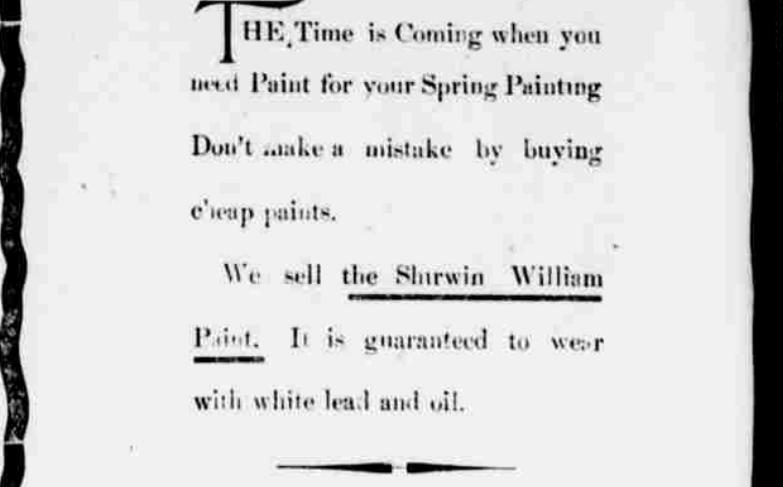 THE Time is Coming when you
need Paint for your Spring Painting
Don't make a mistake by buying
cheap paints.
We sell the Shirwin William
Paint. It is guaranteed to wear
with white lead and oil.